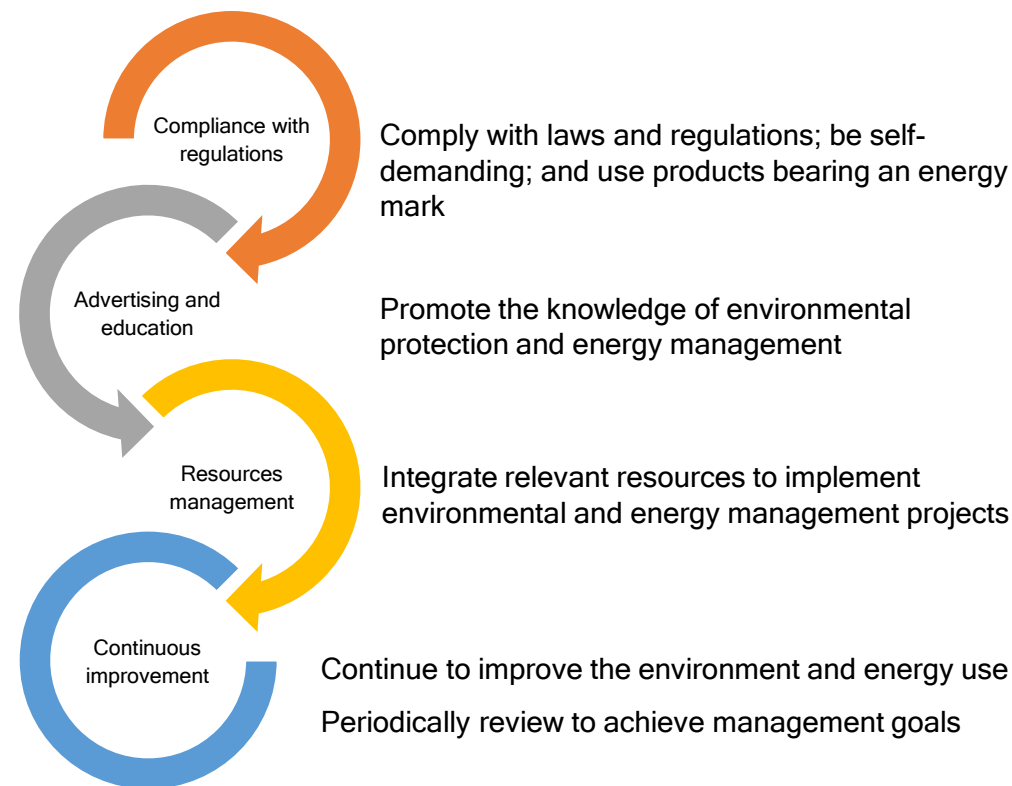 Compliance with
regulations
Comply with laws and regulations; be self-
demanding; and use products bearing an energy
mark
Advertising and
education
Promote the knowledge of environmental
protection and energy management
Resources
management
Integrate relevant resources to implement
environmental and energy management projects
Continuous
improvement
Continue to improve the environment and energy use
Periodically review to achieve management goals